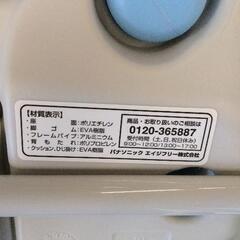 【材質表示】
座面:ポリエチレン
脚ゴム:EVA樹脂
フレームパイプ:アルミニウム
背もたれ:ポリプロピレン
クッション,ひじ掛け:EVA樹脂
商品・お取り扱いのご相談は
0120-365887
受付時間(土,日,祝日休み)
パナソニック エイジフリー株式会社